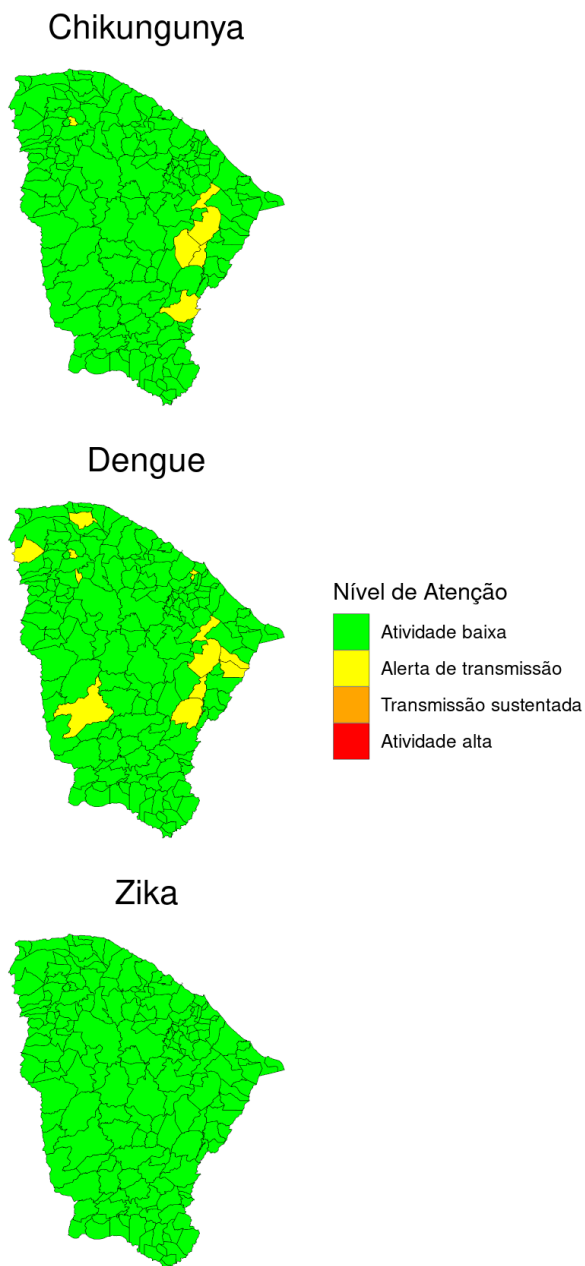 Chikungunya
Dengue
Nível de Atenção
Atividade baixa
Alerta de transmissão
Transmissão sustentada
Atividade alta
Zika